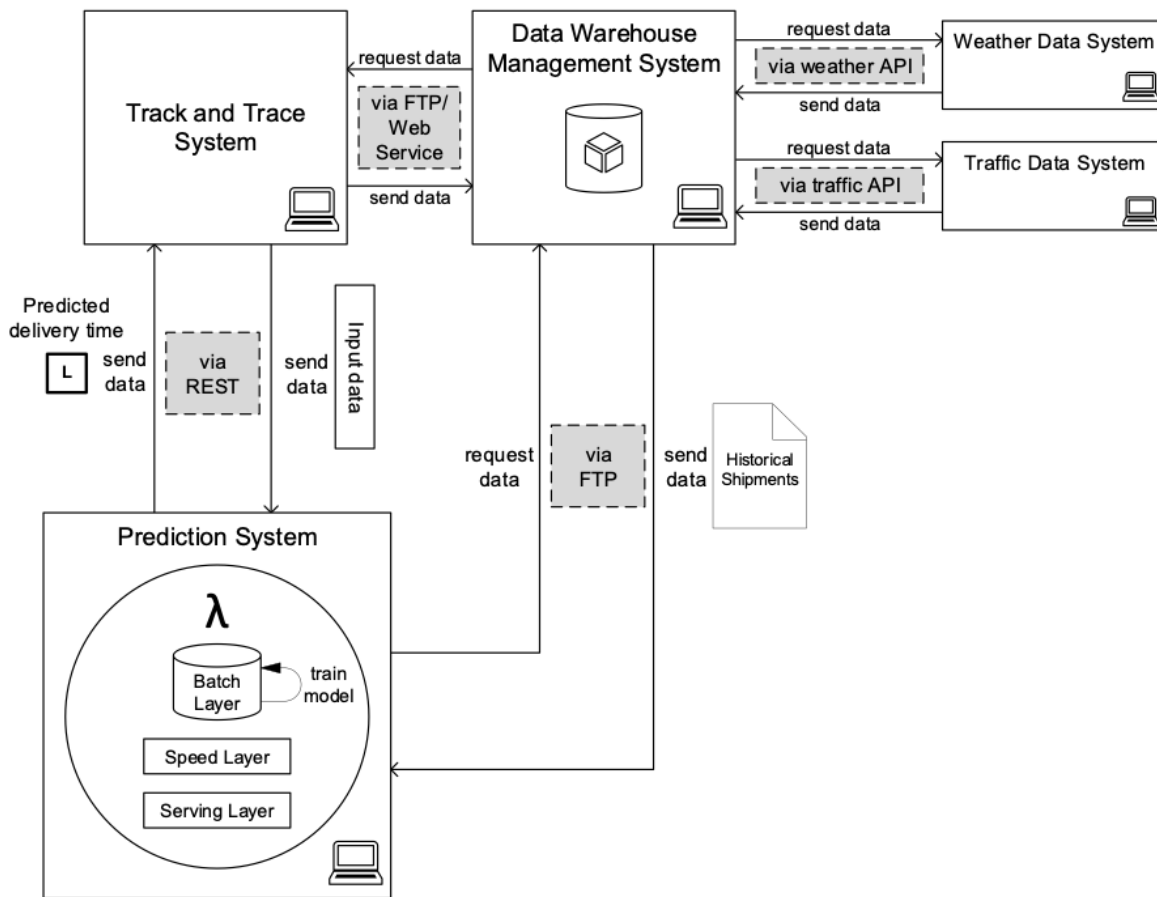 Track and Trace
System
request data
via FTP/
Web
Service
send data
Data Warehouse
Management System
request data
via weather API
send data
Weather Data System
request data
via traffic API
send data
Traffic Data System
Predicted
delivery time
L
send
data
via
REST
send
data
Input data
request
data
via
FTP
send
data
Historical
Shipments
Prediction System
λ
Batch
Layer
train
model
Speed Layer
Serving Layer